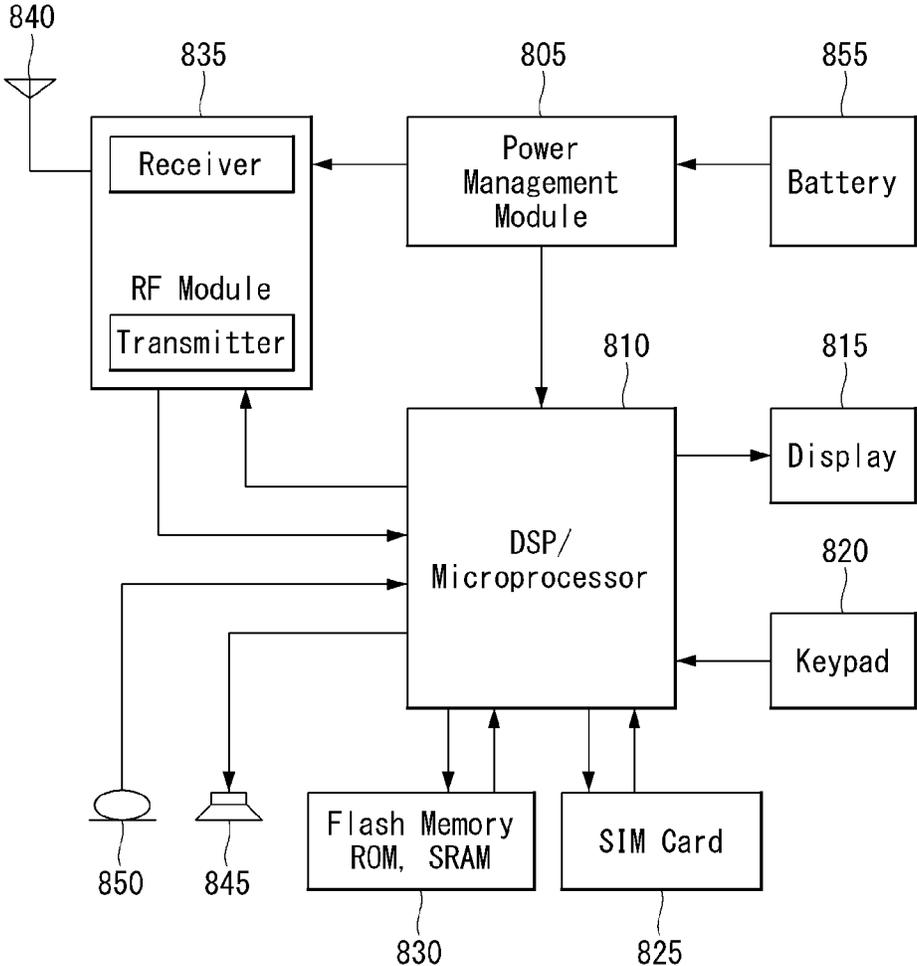 840
835
805
855
Receiver
Power
Management
Module
Battery
RF Module
Transmitter
810
815
Display
DSP/
Microprocessor
820
Keypad
Flash Memory
ROM, SRAM
SIM Card
850
845
830
825